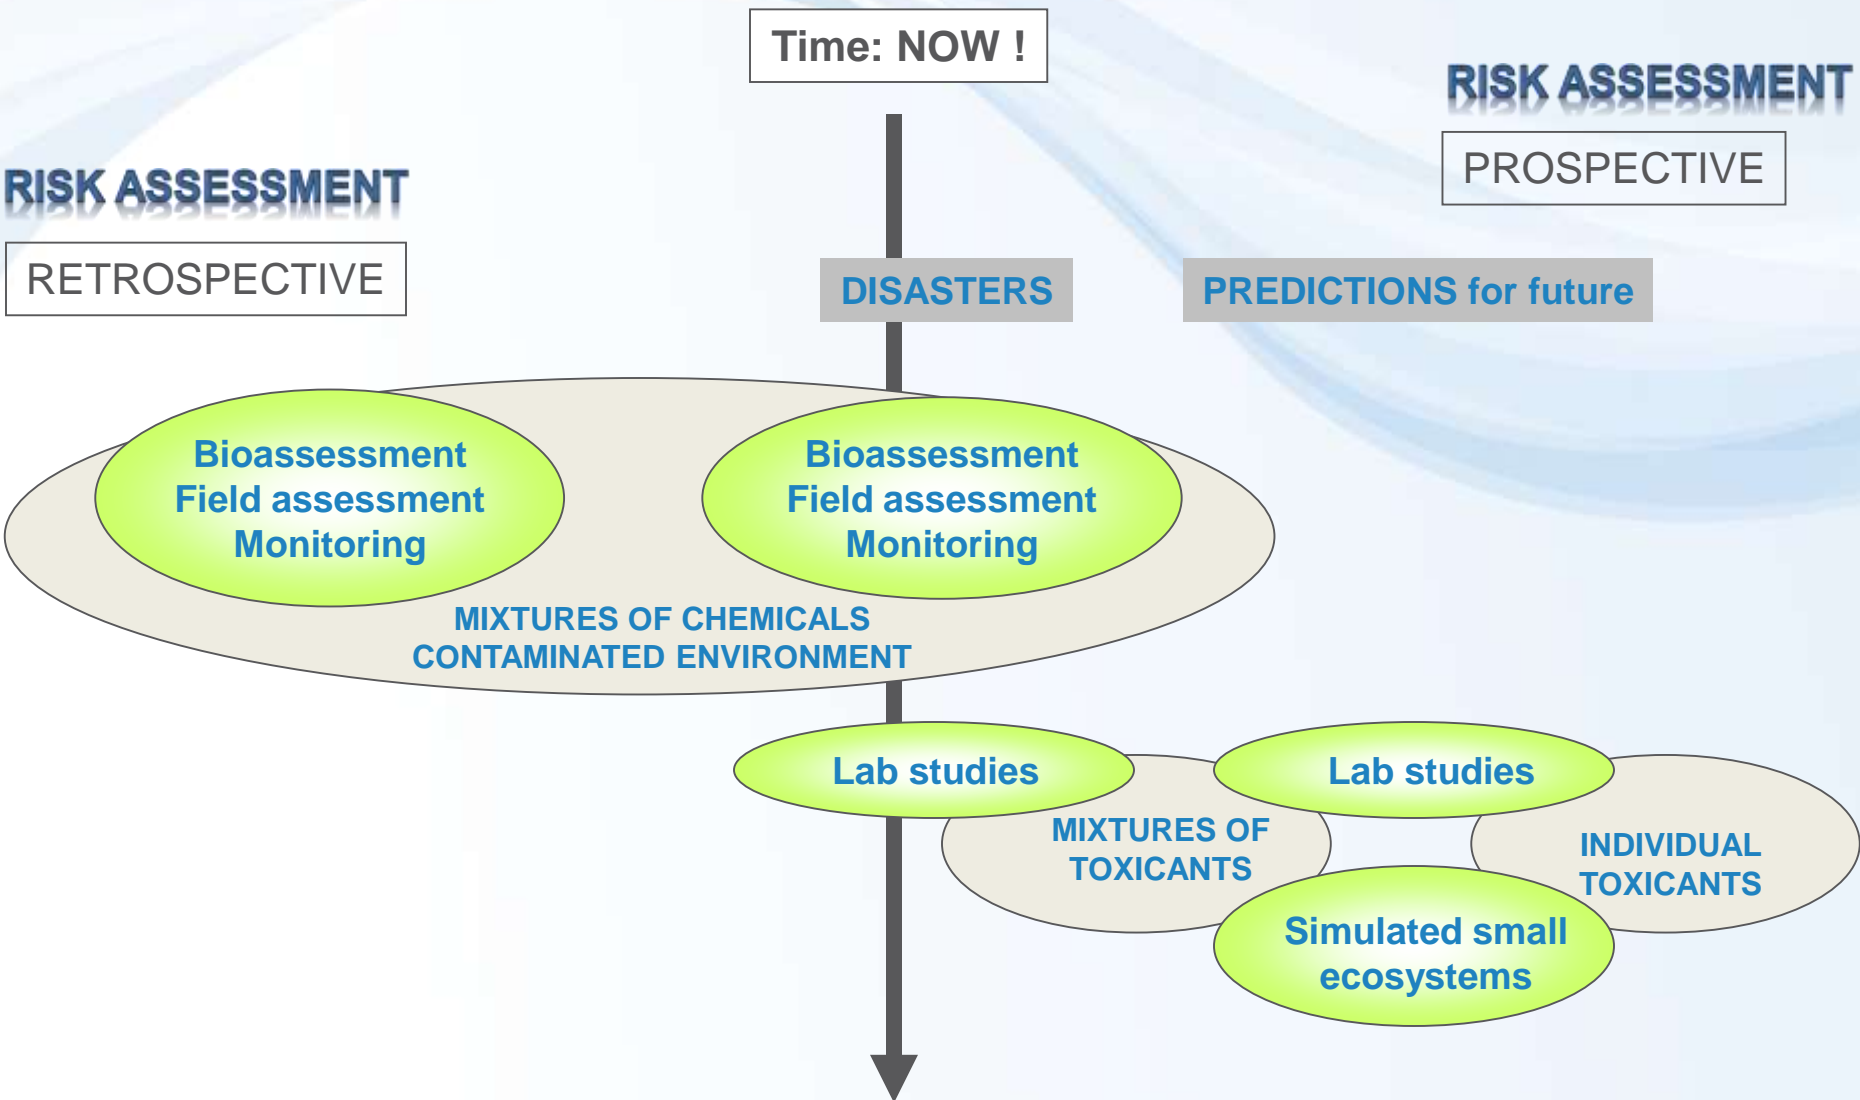 Time: NOW !
RISK ASSESSMENT
PROSPECTIVE
RISK ASSESSMENT
RETROSPECTIVE
DISASTERS
PREDICTIONS for future
Bioassessment
Field assessment
Monitoring
Bioassessment
Field assessment
Monitoring
MIXTURES OF CHEMICALS
CONTAMINATED ENVIRONMENT
Lab studies
Lab studies
MIXTURES OF
TOXICANTS
INDIVIDUAL
TOXICANTS
Simulated small
ecosystems